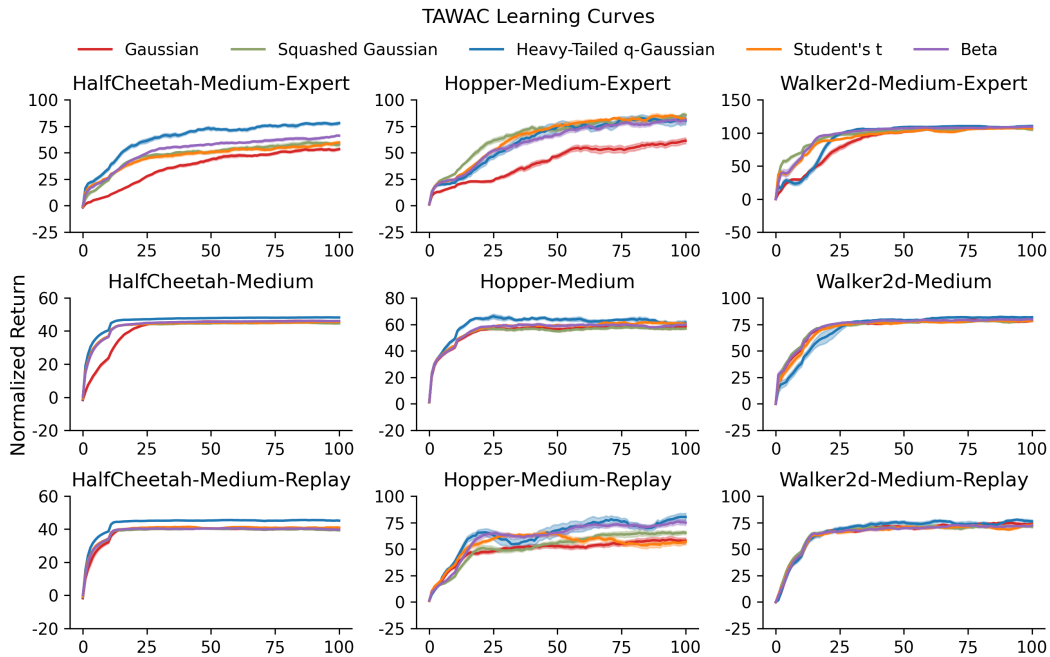 TAWAC Learning Curves
Gaussian Squashed Gaussian Heavy-Tailed q-Gaussian Student's t Beta
HalfCheetah-Medium-Expert Hopper-Medium-Expert Walker2d-Medium-Expert
100 100 150
75 75 100
50 50 50
25 25 0
0 0
-25 -25 -50
0 25 50 75 100 0 25 50 75 100 0 25 50 75 100
HalfCheetah-Medium Hopper-Medium Walker2d-Medium
Normalized Return
60 80 100
40 60 75
20 40 50
0 20 25
0 0
-20 -20 -25
0 25 50 75 100 0 25 50 75 100 0 25 50 75 100
HalfCheetah-Medium-Replay Hopper-Medium-Replay Walker2d-Medium-Replay
60 100 100
40 75 75
20 50 50
0 25 25
0 0
-20 -25 -25
0 25 50 75 100 0 25 50 75 100 0 25 50 75 100